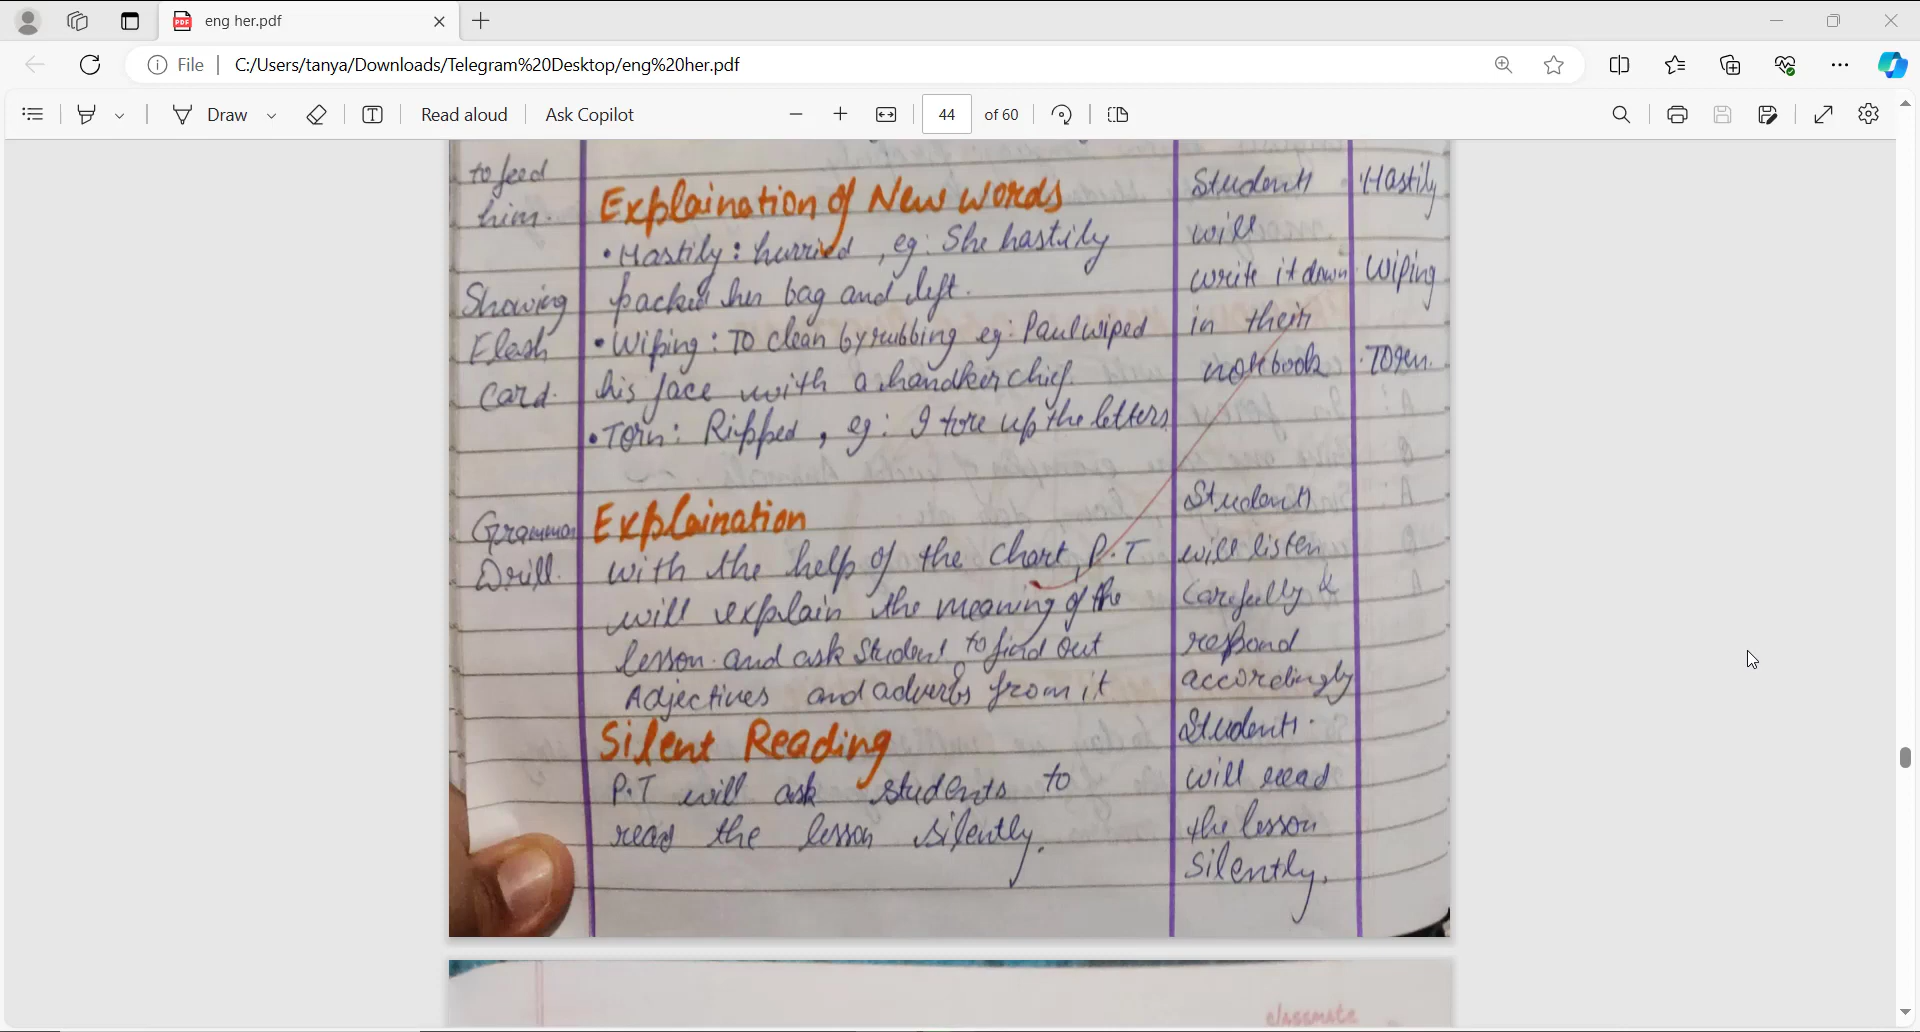 eng her.pdf
File
C:/Users/tanya/Downloads/Telegram%20Desktop/eng%20her.pdf
Draw
Read aloud
Ask Copilot
44
of 60
to feed
him.
Showing
Flash
Card.
Grammar
Drill.
Explaination of New Words
• Hastily : hurried , eg : She hastily
packed her bag and left.
• Wiping : To clean by rubbing eg : Paul wiped
his face with a handkerchief.
• Torn : Ripped , eg : I tore up the letters
Explaination
With the help of the Chart, P.T
will explain the meaning of the
lesson and ask Student to find out
Adjectives and adverbs from it
Silent Reading
P.T will ask students to
read the lesson silently.
Students
will
write it down
in their
notebook
Students
will listen
carefully &
respond
accordingly
Students
will read
the lesson
silently.
· Hastily
· Wiping
· Torn.
classmate